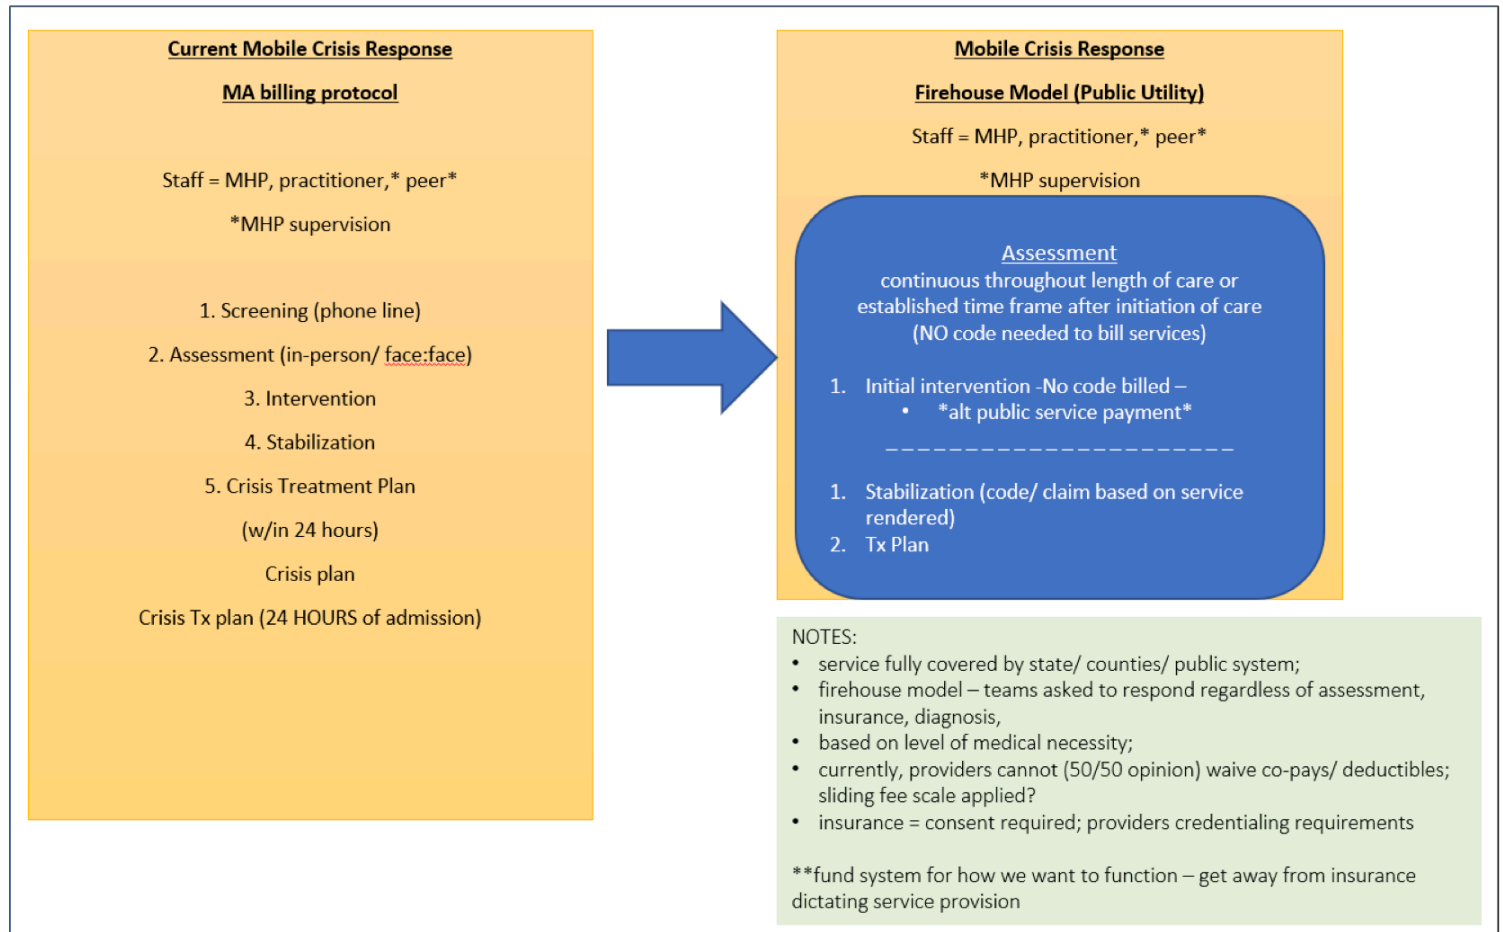 Current Mobile Crisis Response
MA billing protocol
Staff = MHP, practitioner,* peer*
*MHP supervision
1. Screening (phone line)
2. Assessment (in-person/ face:face)
3. Intervention
4. Stabilization
5. Crisis Treatment Plan
(w/in 24 hours)
Crisis plan
Crisis Tx plan (24 HOURS of admission)
Mobile Crisis Response
Firehouse Model (Public Utility)
Staff = MHP, practitioner,* peer*
*MHP supervision
Assessment
continuous throughout length of care or
established time frame after initiation of care
(NO code needed to bill services)
1. Initial intervention -No code billed –
• *alt public service payment*
_ _ _ _ _ _ _ _ _ _ _ _ _ _ _ _ _ _ _ _ _ _ _
1. Stabilization (code/ claim based on service
rendered)
2. Tx Plan
NOTES:
• service fully covered by state/ counties/ public system;
• firehouse model – teams asked to respond regardless of assessment,
insurance, diagnosis,
• based on level of medical necessity;
• currently, providers cannot (50/50 opinion) waive co-pays/ deductibles;
sliding fee scale applied?
• insurance = consent required; providers credentialing requirements
**fund system for how we want to function – get away from insurance
dictating service provision